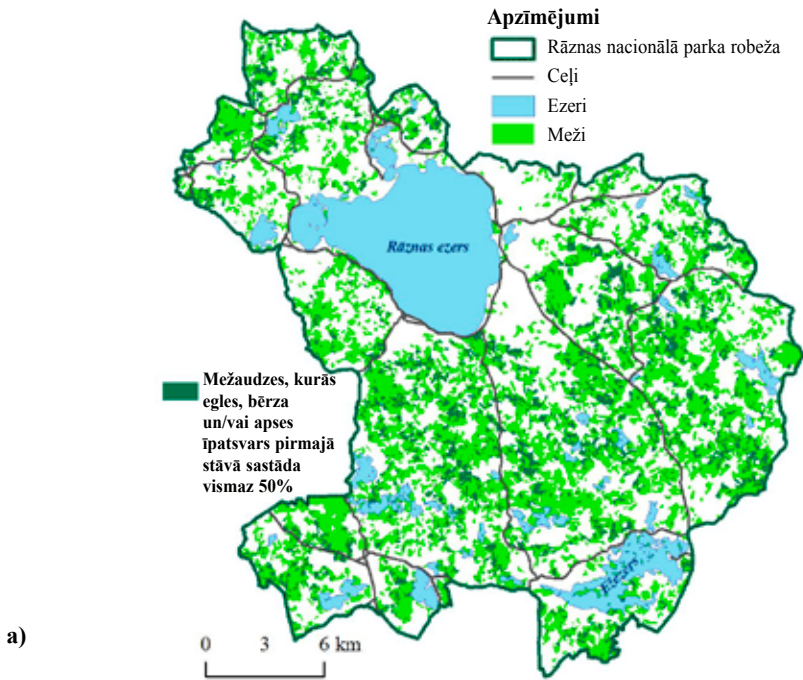 Apzīmējumi
Rāznas nacionālā parka robeža
Ceļi
Ezeri
Meži
Rāznas ezers
Mežaudzes, kurās
egles, bērza
un/vai apses
īpatsvars pirmajā
stāvā sastāda
vismaz 50%
Ežezers
a)
0 3 6 km